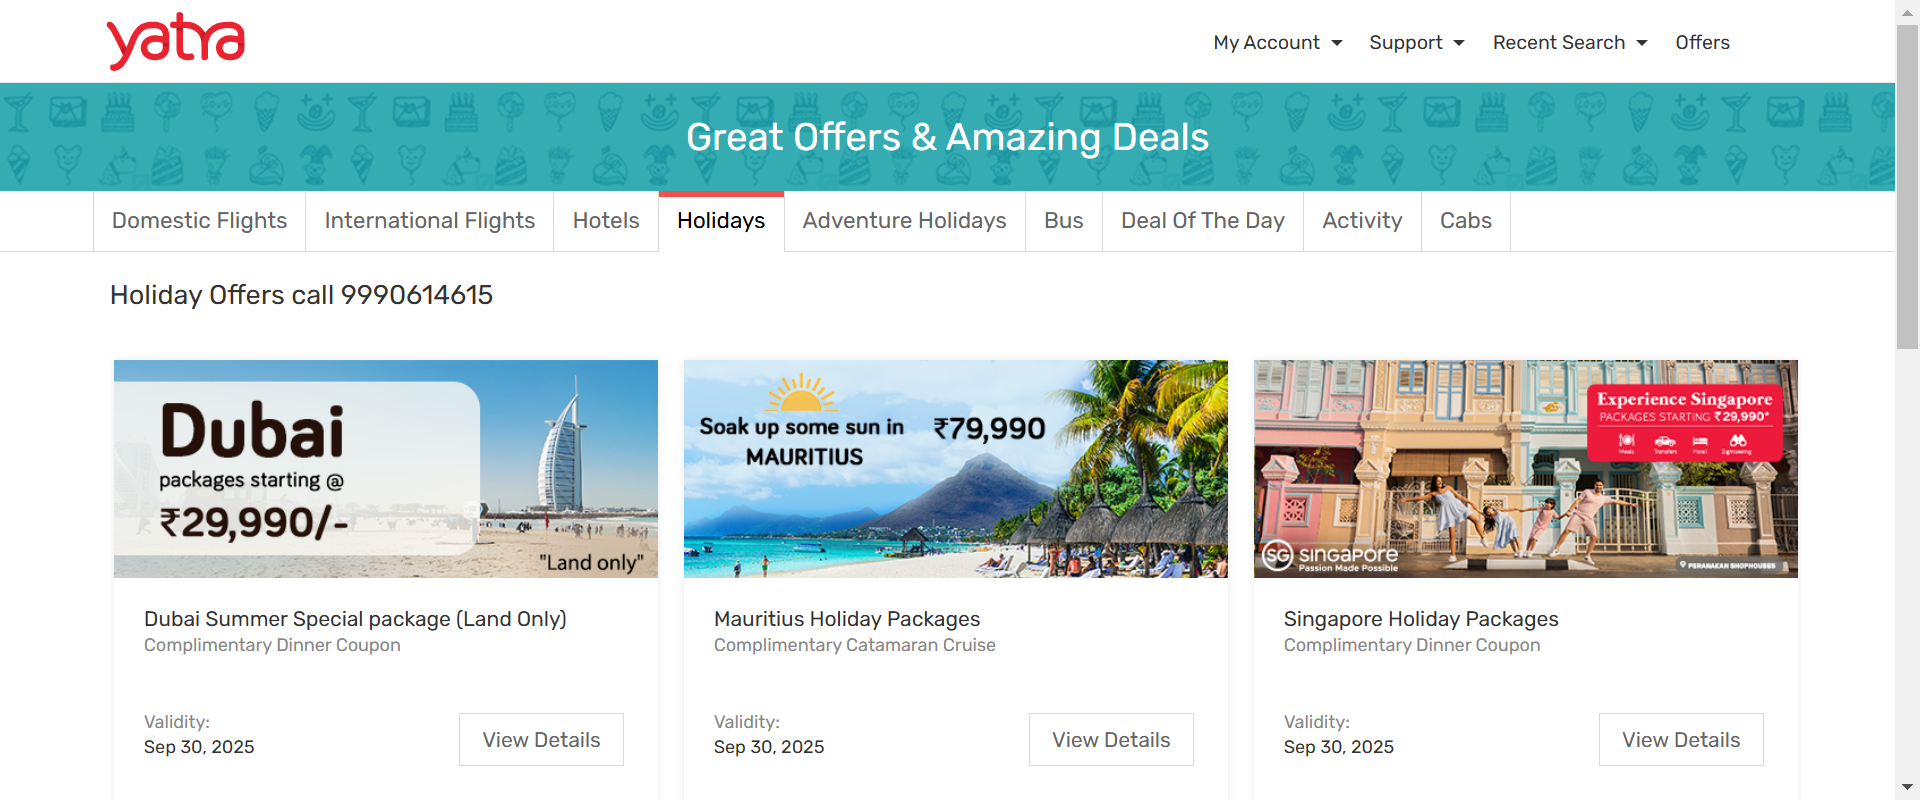 yatra
My Account Support Recent Search Offers
Great Offers & Amazing Deals
Domestic Flights International Flights Hotels Holidays Adventure Holidays Bus Deal Of The Day Activity Cabs
Holiday Offers call 9990614615
Dubai
packages starting @
₹29,990/-
"Land only"
Soak up some sun in
MAURITIUS
₹79,990
Experience Singapore
PACKAGES STARTING ₹29,990*
Meals Transfers Hotel Sightseeing
SG singapore
Passion Made Possible
PERANAKAN SHOPHOUSES
Dubai Summer Special package (Land Only)
Complimentary Dinner Coupon
Validity:
Sep 30, 2025
View Details
Mauritius Holiday Packages
Complimentary Catamaran Cruise
Validity:
Sep 30, 2025
View Details
Singapore Holiday Packages
Complimentary Dinner Coupon
Validity:
Sep 30, 2025
View Details